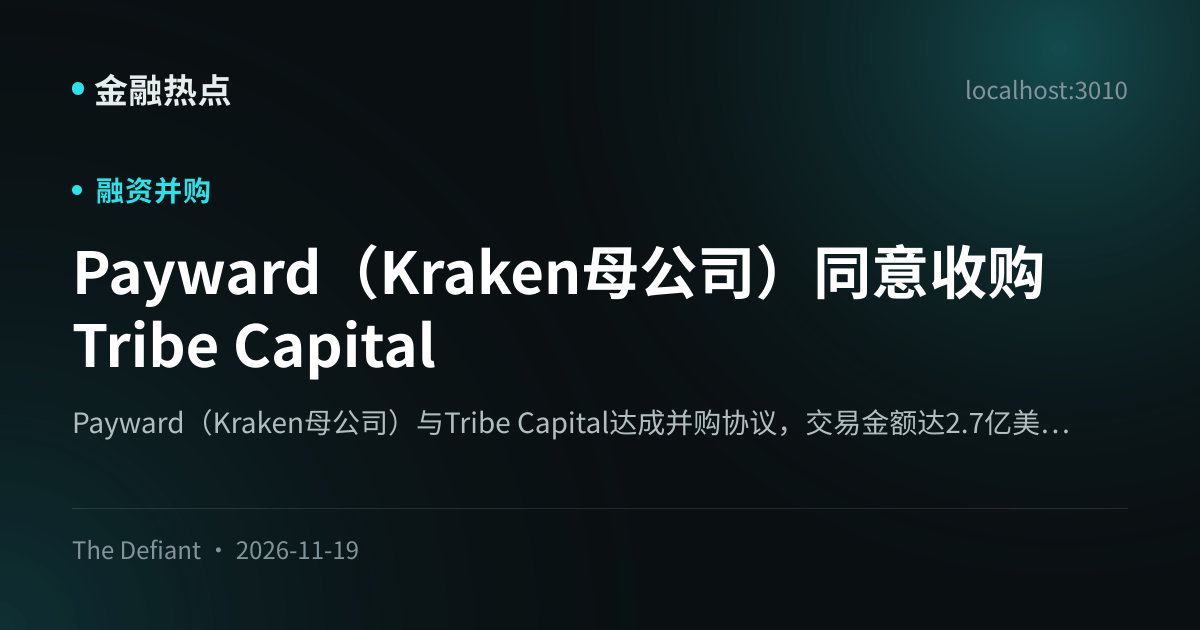 金融热点
localhost:3010
融资并购
Payward（Kraken母公司）同意收购
Tribe Capital
Payward（Kraken母公司）与Tribe Capital达成并购协议，交易金额达2.7亿美…
The Defiant · 2026-11-19